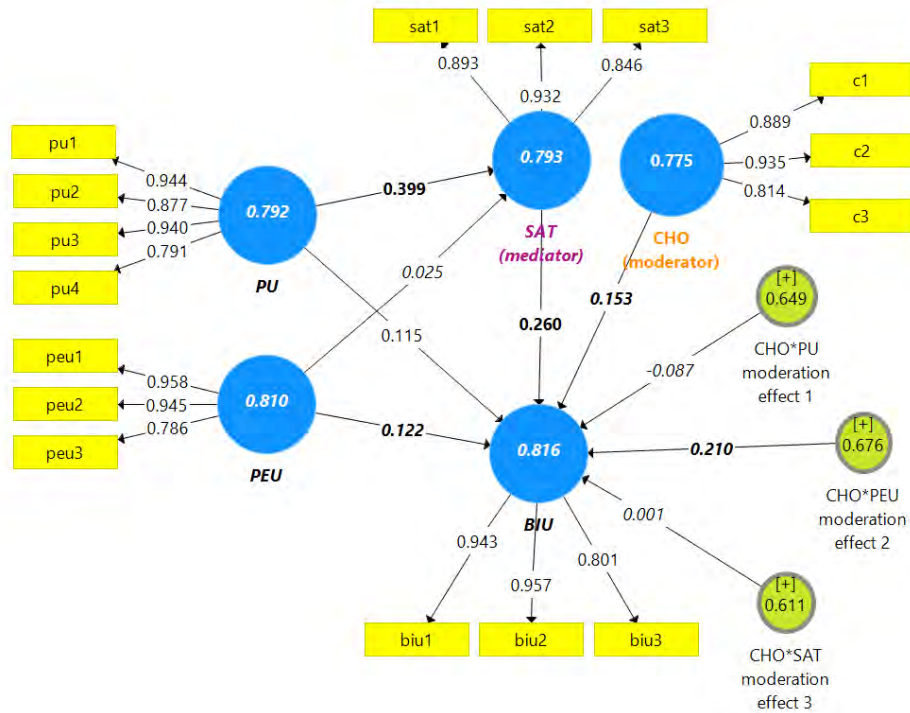 sat1
sat2
sat3
0.893
0.932
0.846
c1
c2
c3
0.889
0.935
0.814
pu1
pu2
pu3
pu4
0.944
0.877
0.940
0.791
0.792
PU
0.399
0.793
SAT
(mediator)
0.775
CHO
(moderator)
0.025
0.115
0.260
0.153
[+]
0.649
CHO*PU
moderation
effect 1
-0.087
peu1
peu2
peu3
0.958
0.945
0.786
0.810
PEU
0.122
0.816
BIU
0.210
[+]
0.676
CHO*PEU
moderation
effect 2
0.001
[+]
0.611
CHO*SAT
moderation
effect 3
0.943
0.957
0.801
biu1
biu2
biu3